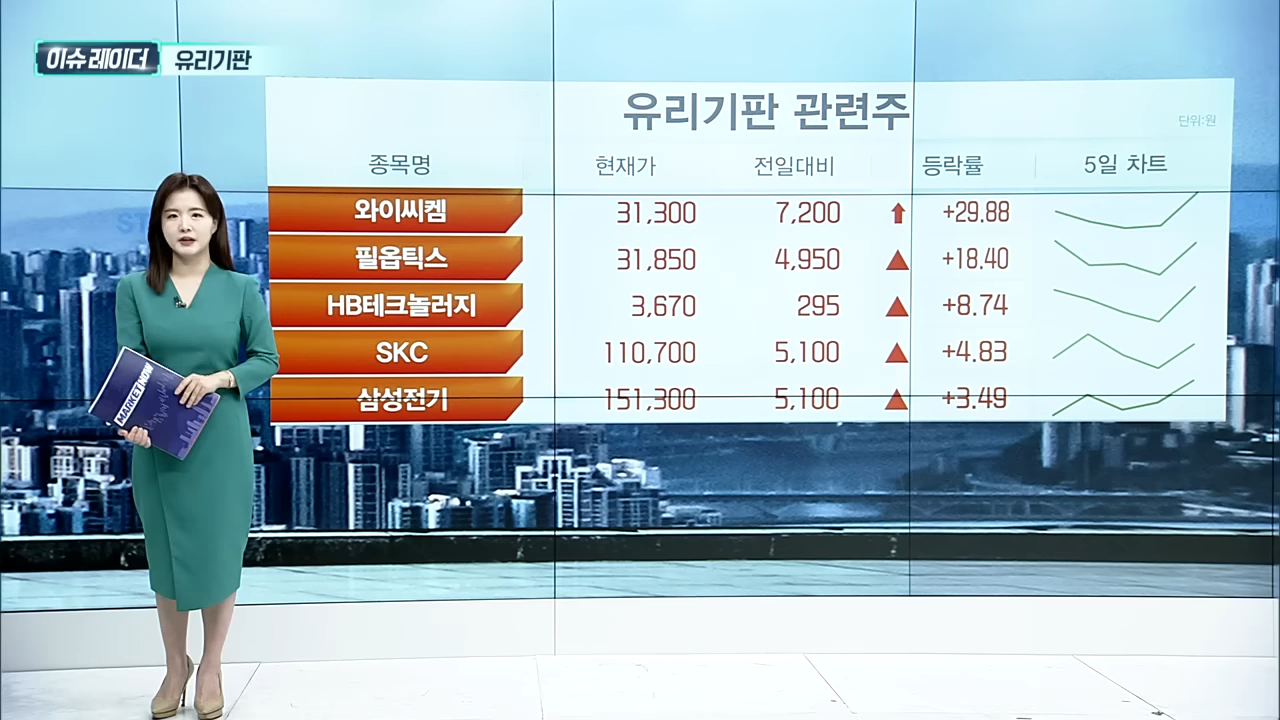 이슈 레이더 유리기판
유리기판 관련주
단위:원
종목명 현재가 전일대비 등락률 5일 차트
와이씨켐 31,300 7,200 +29.88
필옵틱스 31,850 4,950 ▲ +18.40
HB테크놀러지 3,670 295 ▲ +8.74
SKC 110,700 5,100 ▲ +4.83
삼성전기 151,300 5,100 ▲ +3.49
MARKET NOW